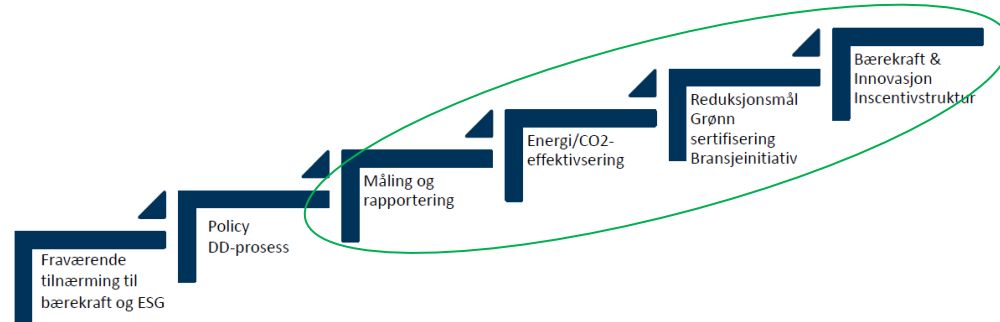 Fraværende
tilnærming til
bærekraft og ESG
Policy
DD-prosess
Måling og
rapportering
Energi/CO2-
effektivsering
Reduksjonsmål
Grønn
sertifisering
Bransjeinitiativ
Bærekraft &
Innovasjon
Inscentivstruktur